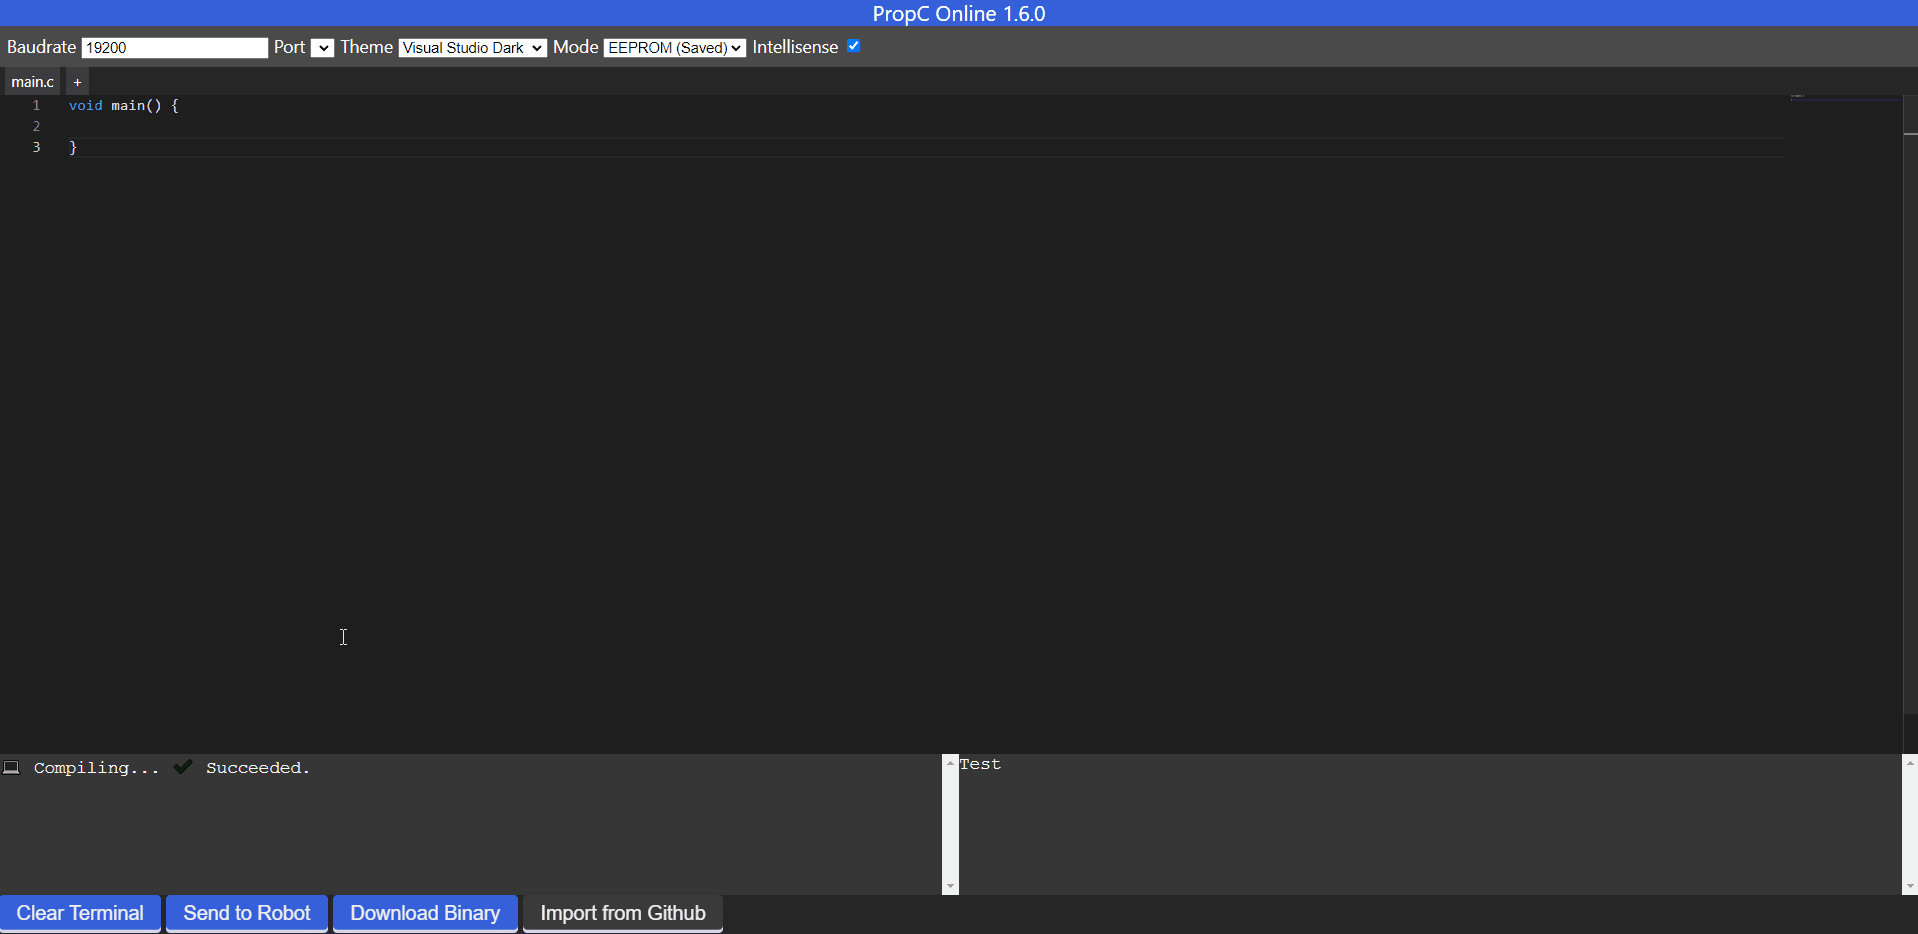 PropC Online 1.6.0
Baudrate 19200 Port Theme Visual Studio Dark Mode EEPROM (Saved) Intellisense
main.c +
1 void main() {
2
3 }
Compiling... ✔ Succeeded.
Test
Clear Terminal Send to Robot Download Binary Import from Github